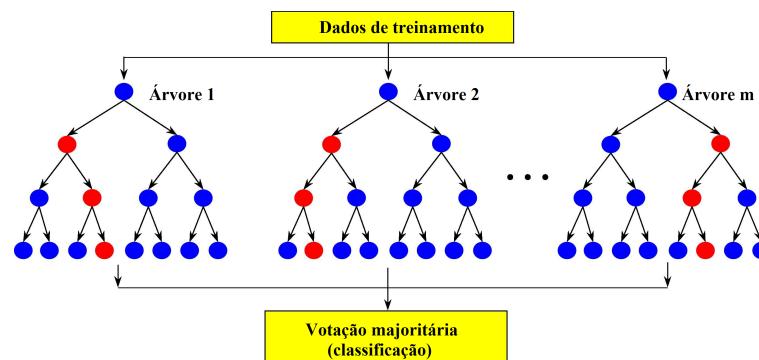 Dados de treinamento
Árvore 1
Árvore 2
Árvore m
Votação majoritária
(classificação)